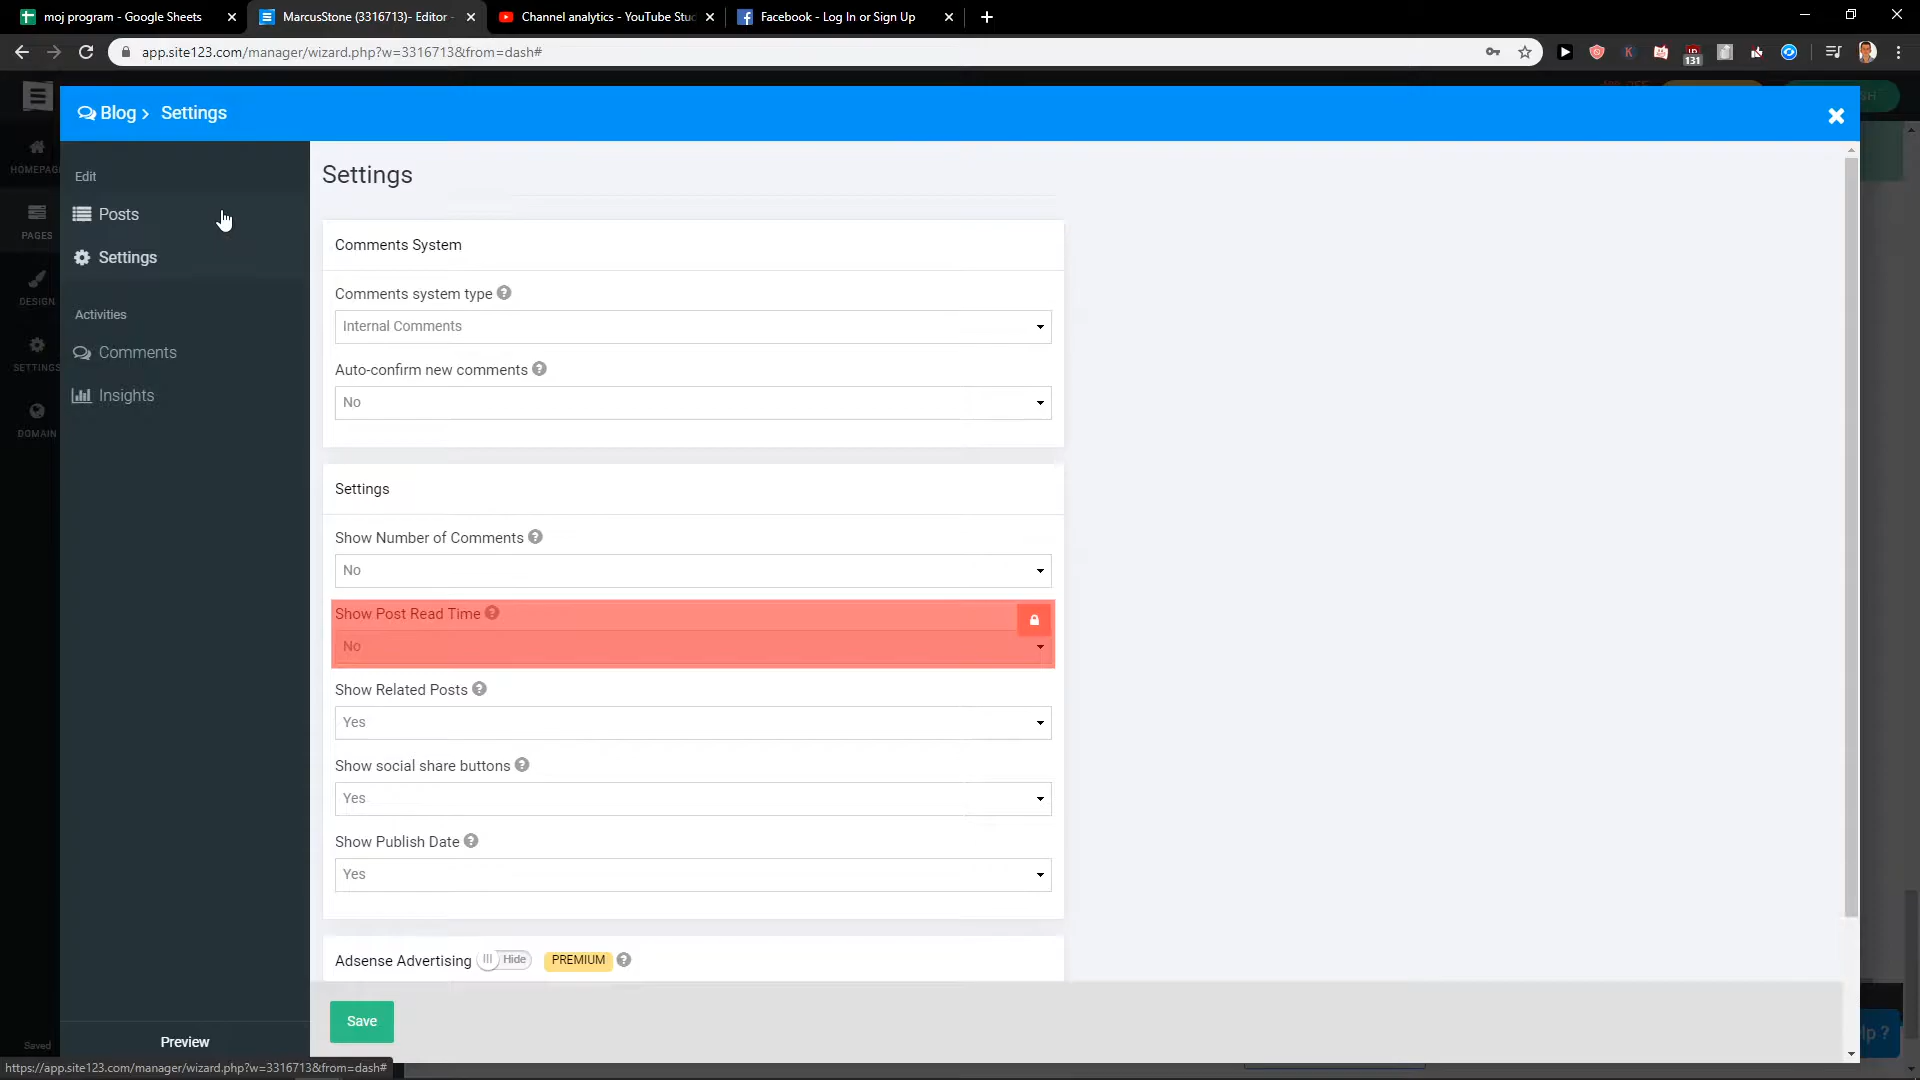 moj program - Google Sheets
MarcusStone (3316713)- Editor -
Channel analytics - YouTube Stu
Facebook - Log In or Sign Up
app.site123.com/manager/wizard.php?w=3316713&from=dash#
131
Blog > Settings
HOMEPAG
PAGES
DESIGN
SETTINGS
DOMAIN
Saved
Edit
Posts
Settings
Activities
Comments
Insights
Preview
Settings
Comments System
Comments system type ?
Internal Comments
Auto-confirm new comments ?
No
Settings
Show Number of Comments ?
No
Show Post Read Time ?
No
Show Related Posts ?
Yes
Show social share buttons ?
Yes
Show Publish Date ?
Yes
Adsense Advertising Hide PREMIUM ?
Save
lp ?
https://app.site123.com/manager/wizard.php?w=3316713&from=dash#